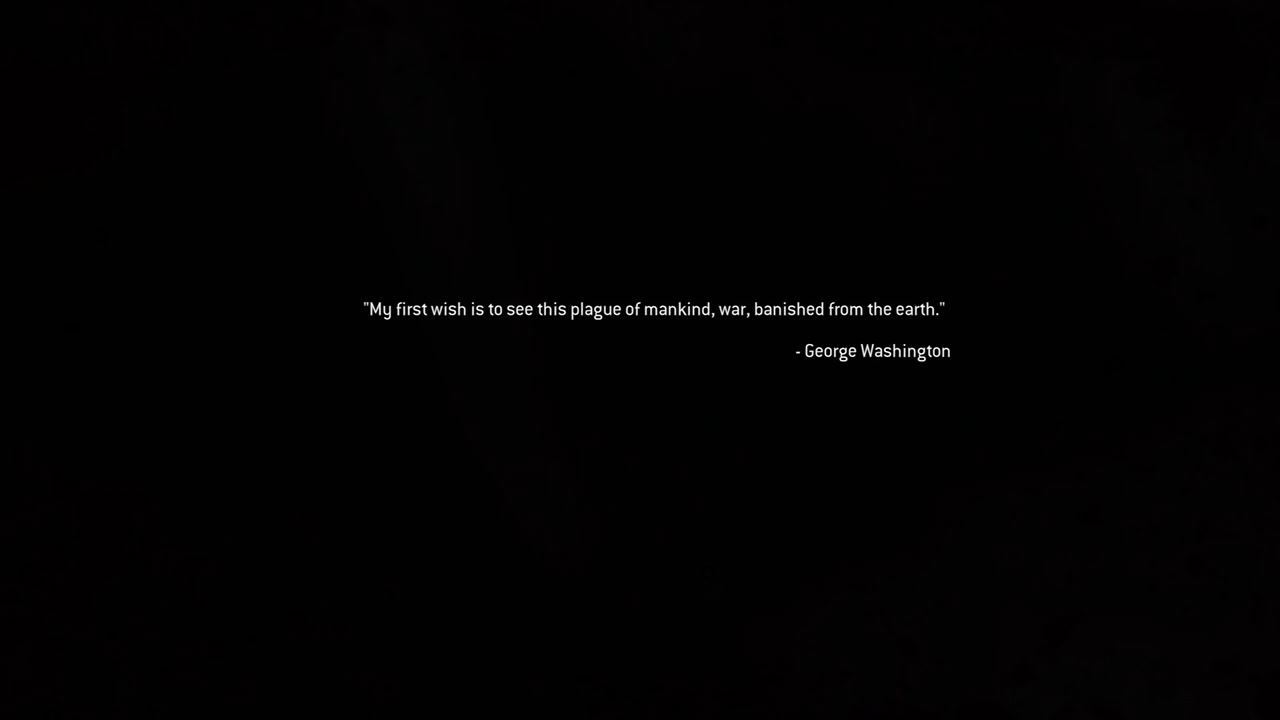 "My first wish is to see this plague of mankind, war, banished from the earth."
- George Washington